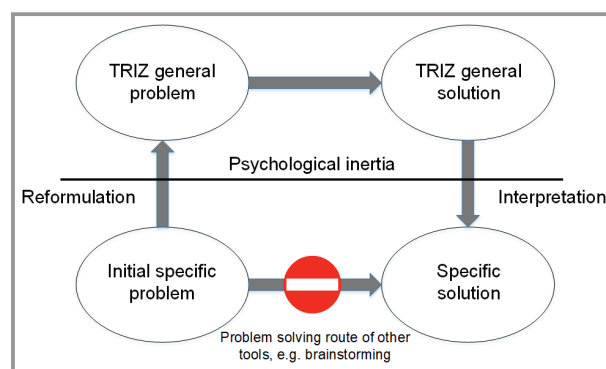 TRIZ general
problem
TRIZ general
solution
Psychological inertia
Reformulation
Interpretation
Initial specific
problem
Specific
solution
Problem solving route of other
tools, e.g. brainstorming